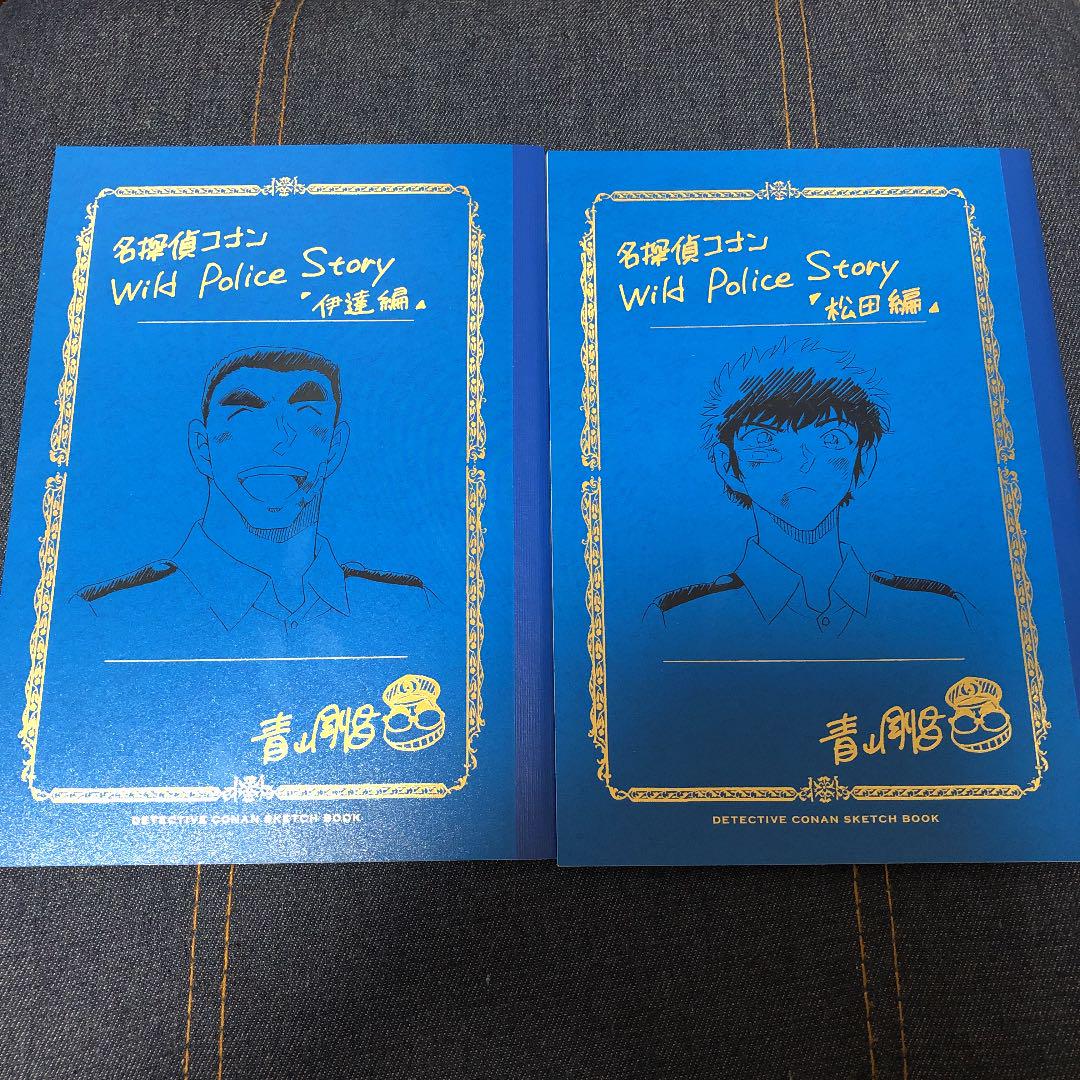 名探偵コナン
Wild Police Story
『伊達編』
青山剛昌
DETECTIVE CONAN SKETCH BOOK
名探偵コナン
Wild Police Story
『松田編』
青山剛昌
DETECTIVE CONAN SKETCH BOOK